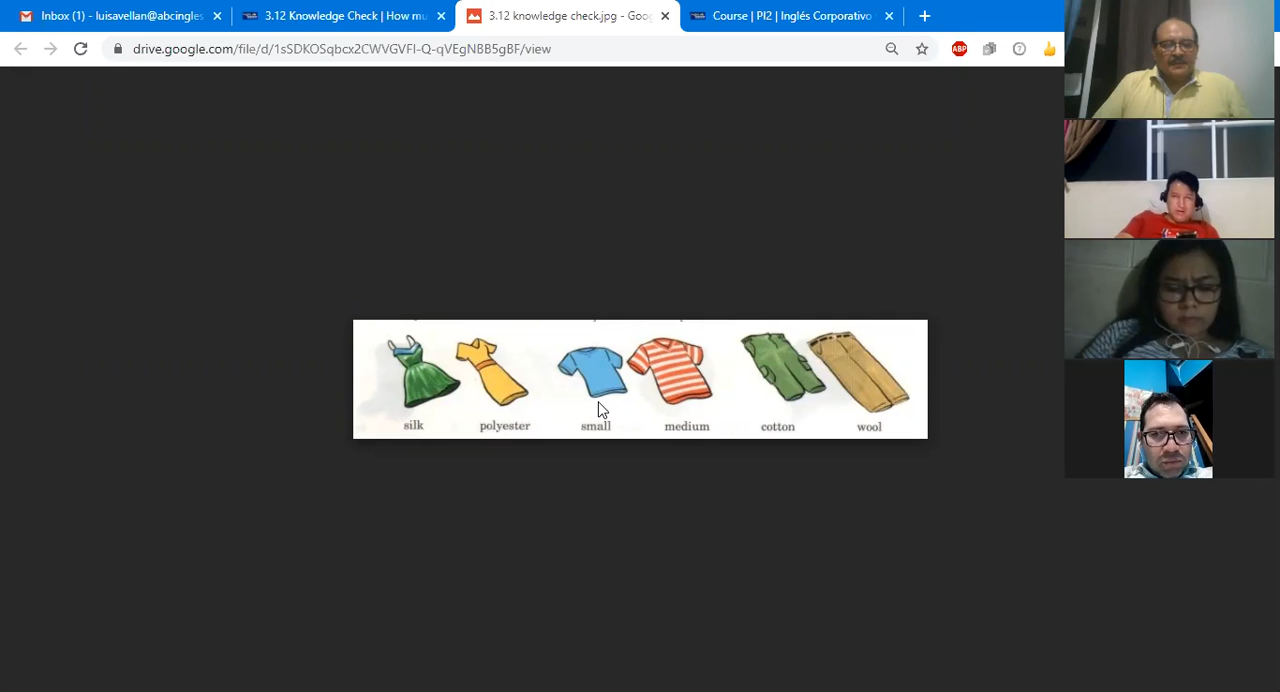 Inbox (1) - luisavellan@abcingles
3.12 Knowledge Check | How mu
3.12 knowledge check.jpg - Goo
Course | PI2 | Inglés Corporativo
drive.google.com/file/d/1sSDKOSqbcx2CWVGVFI-Q-qVEgNBB5gBF/view
ABP
silk polyester small medium cotton wool